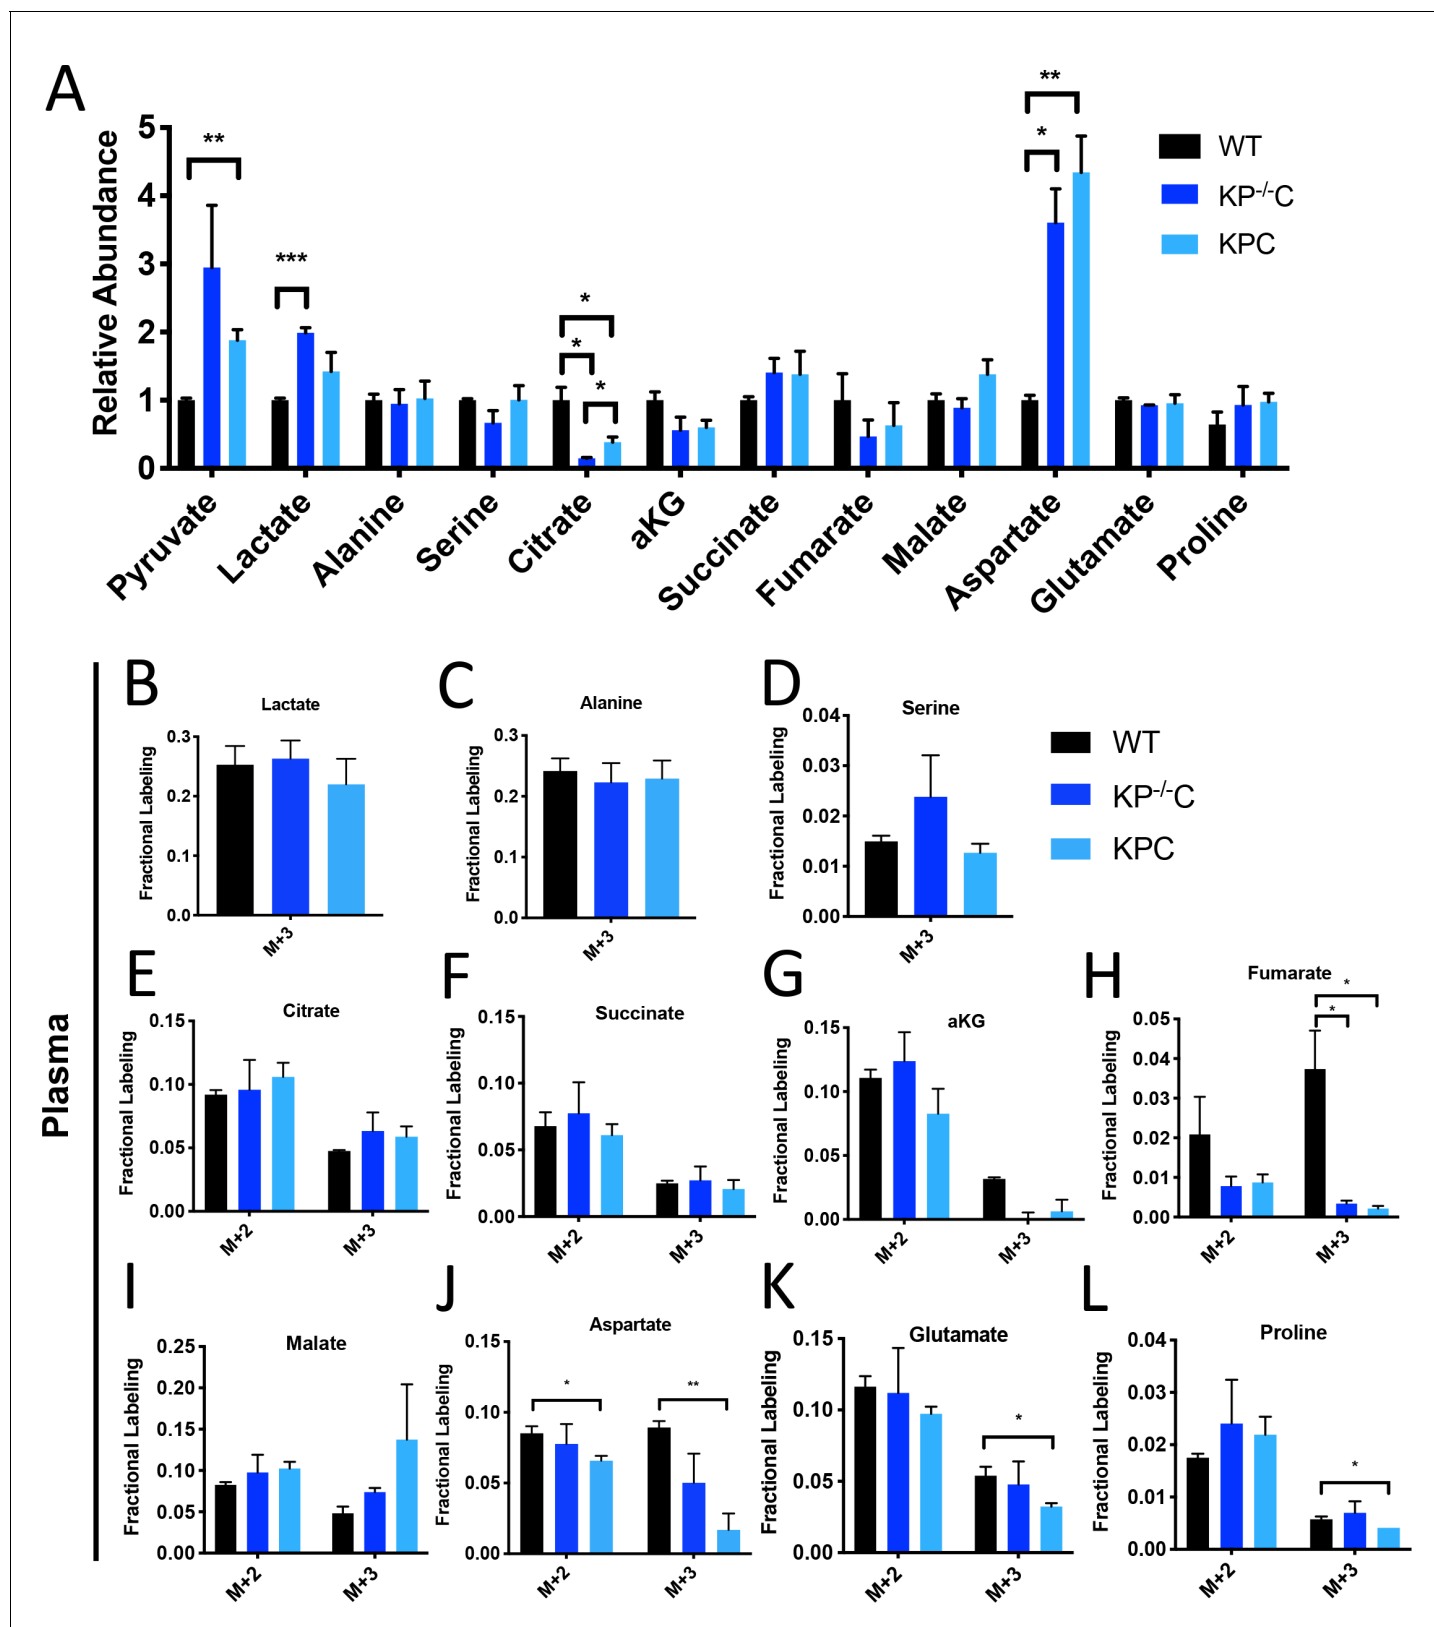 A
Relative Abundance
5
4
3
2
1
0
**
***
*
*
*
*
**
WT
KP-/-C
KPC
Pyruvate
Lactate
Alanine
Serine
Citrate
aKG
Succinate
Fumarate
Malate
Aspartate
Glutamate
Proline
Plasma
B
Lactate
Fractional Labeling
0.3
0.2
0.1
0.0
M+3
C
Alanine
Fractional Labeling
0.3
0.2
0.1
0.0
M+3
D
Serine
Fractional Labeling
0.04
0.03
0.02
0.01
0.00
M+3
WT
KP-/-C
KPC
E
Citrate
Fractional Labeling
0.15
0.10
0.05
0.00
M+2
M+3
F
Succinate
Fractional Labeling
0.15
0.10
0.05
0.00
M+2
M+3
G
aKG
Fractional Labeling
0.15
0.10
0.05
0.00
M+2
M+3
H
Fumarate
Fractional Labeling
0.05
0.04
0.03
0.02
0.01
0.00
*
*
M+2
M+3
I
Malate
Fractional Labeling
0.25
0.20
0.15
0.10
0.05
0.00
M+2
M+3
J
Aspartate
Fractional Labeling
0.15
0.10
0.05
0.00
*
**
M+2
M+3
K
Glutamate
Fractional Labeling
0.15
0.10
0.05
0.00
*
M+2
M+3
L
Proline
Fractional Labeling
0.04
0.03
0.02
0.01
0.00
*
M+2
M+3